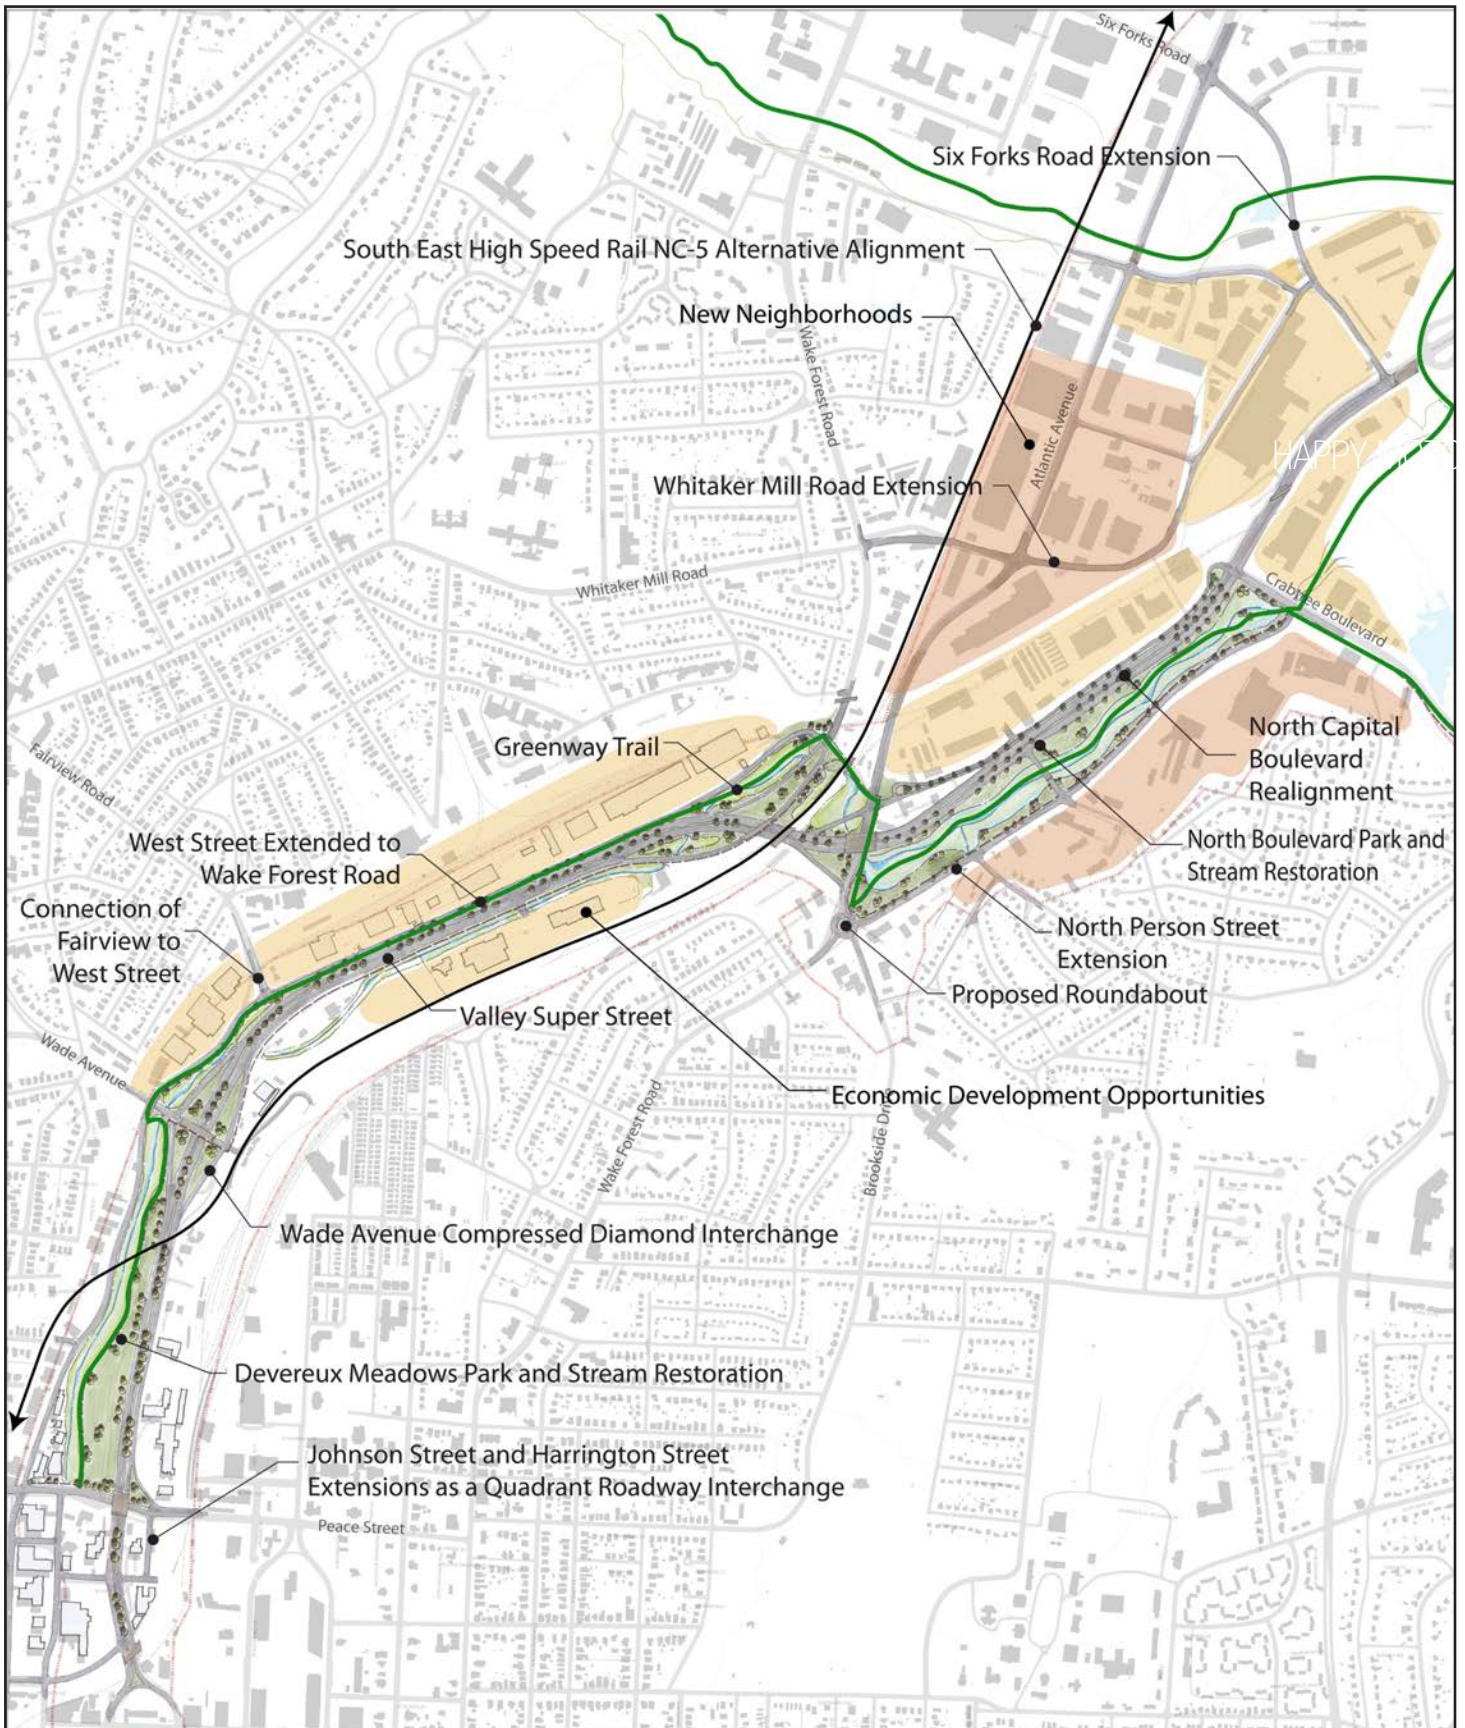 Six Forks Road
Six Forks Road Extension
South East High Speed Rail NC-5 Alternative Alignment
New Neighborhoods
Wake Forest Road
Atlantic Avenue
HAPPY
Whitaker Mill Road Extension
Whitaker Mill Road
Crabtree Boulevard
North Capital
Boulevard
Realignment
Greenway Trail
Fairview Road
West Street Extended to
Wake Forest Road
North Boulevard Park and
Stream Restoration
Connection of
Fairview to
West Street
North Person Street
Extension
Proposed Roundabout
Valley Super Street
Wade Avenue
Economic Development Opportunities
Wake Forest Road
Brookside Drive
Wade Avenue Compressed Diamond Interchange
Devereux Meadows Park and Stream Restoration
Johnson Street and Harrington Street
Extensions as a Quadrant Roadway Interchange
Peace Street